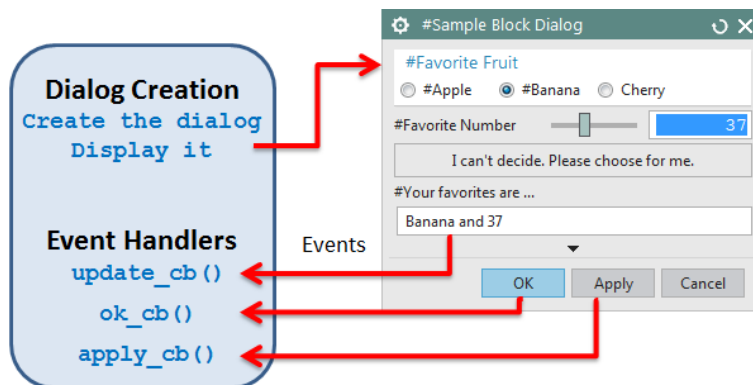 Dialog Creation
Create the dialog
Display it
Event Handlers
update_cb()
ok_cb()
apply_cb()
Events
#Sample Block Dialog
#Favorite Fruit
#Apple #Banana Cherry
#Favorite Number 37
I can't decide. Please choose for me.
#Your favorites are ...
Banana and 37
OK Apply Cancel